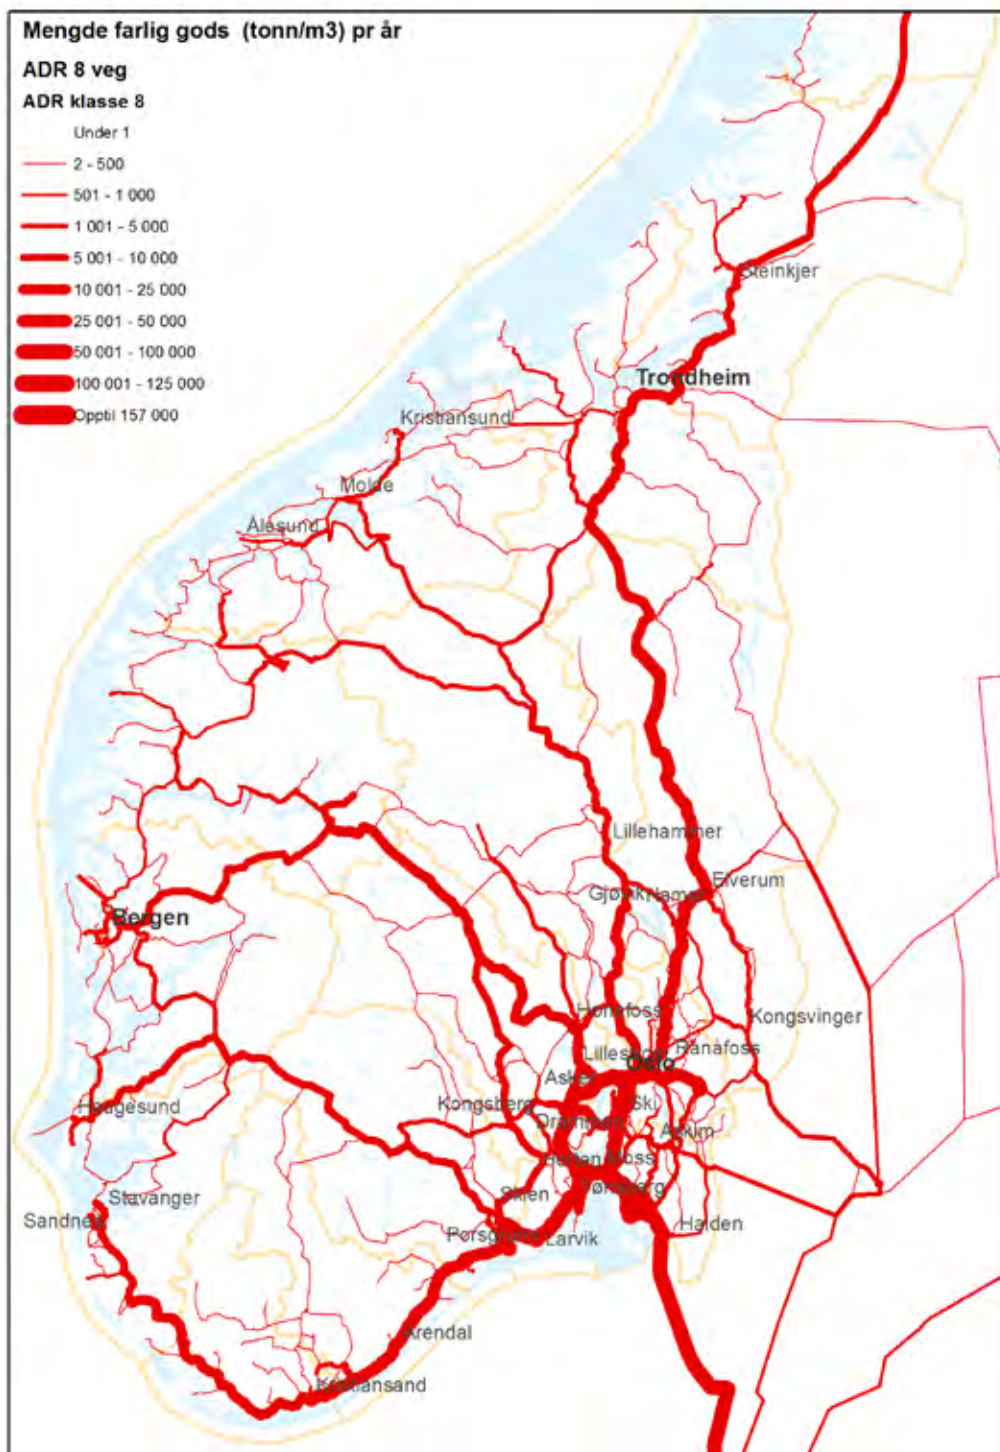 Mengde farlig gods (tonn/m3) pr år
ADR 8 veg
ADR klasse 8
Under 1
2 - 500
501 - 1 000
1 001 - 5 000
5 001 - 10 000
10 001 - 25 000
25 001 - 50 000
50 001 - 100 000
100 001 - 125 000
Opptil 157 000
Steinkjer
Trondheim
Kristiansund
Molde
Ålesund
Lillehammer
Elverum
Gjøvik
Bergen
Hønefoss
Kongsvinger
Rånåfoss
Oslo
Asker
Kongsberg
Ski
Haugesund
Drammen
Askim
Horten
Moss
Tønsberg
Skien
Stavanger
Sandnes
Halden
Porsgrunn
Larvik
Arendal
Kristiansand